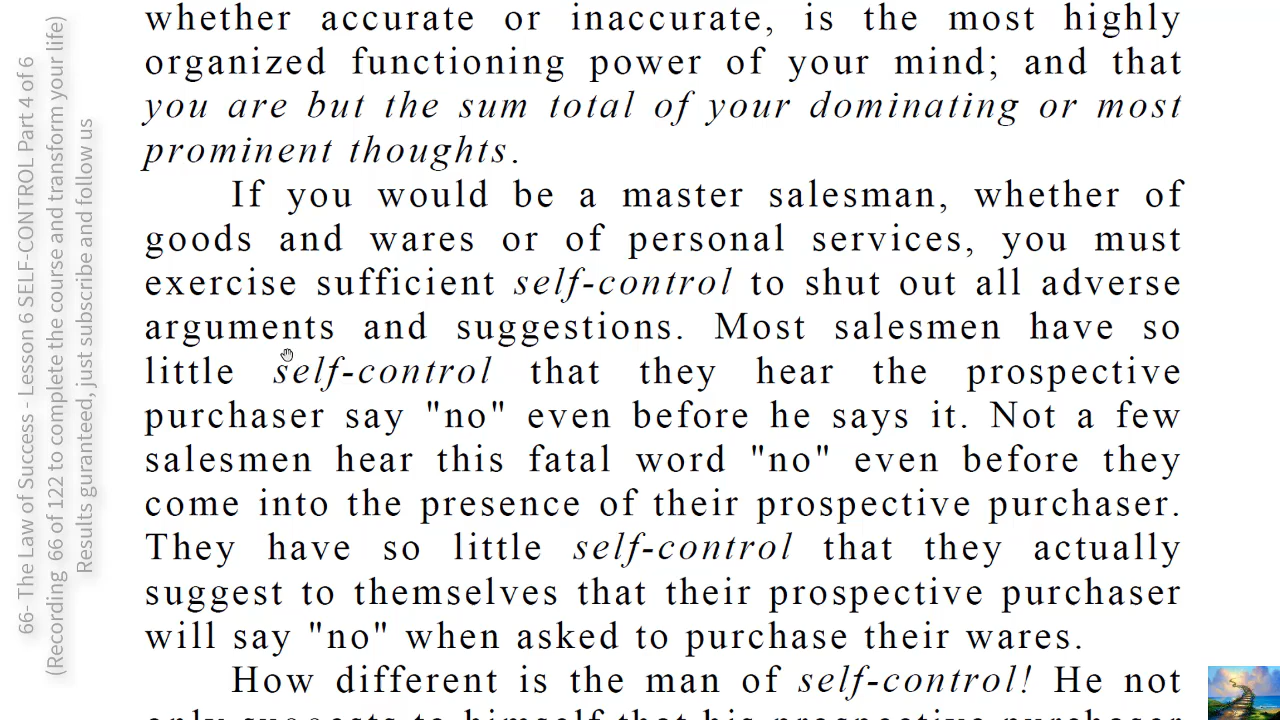 66- The Law of Success - Lesson 6 SELF-CONTROL Part 4 of 6
(Recording 66 of 122 to complete the course and transform your life)
Results guranteed, just subscribe and follow us
whether accurate or inaccurate, is the most highly
organized functioning power of your mind; and that
you are but the sum total of your dominating or most
prominent thoughts.
If you would be a master salesman, whether of
goods and wares or of personal services, you must
exercise sufficient self-control to shut out all adverse
arguments and suggestions. Most salesmen have so
little self-control that they hear the prospective
purchaser say "no" even before he says it. Not a few
salesmen hear this fatal word "no" even before they
come into the presence of their prospective purchaser.
They have so little self-control that they actually
suggest to themselves that their prospective purchaser
will say "no" when asked to purchase their wares.
How different is the man of self-control! He not
only suggests to himself that his prospective purchaser